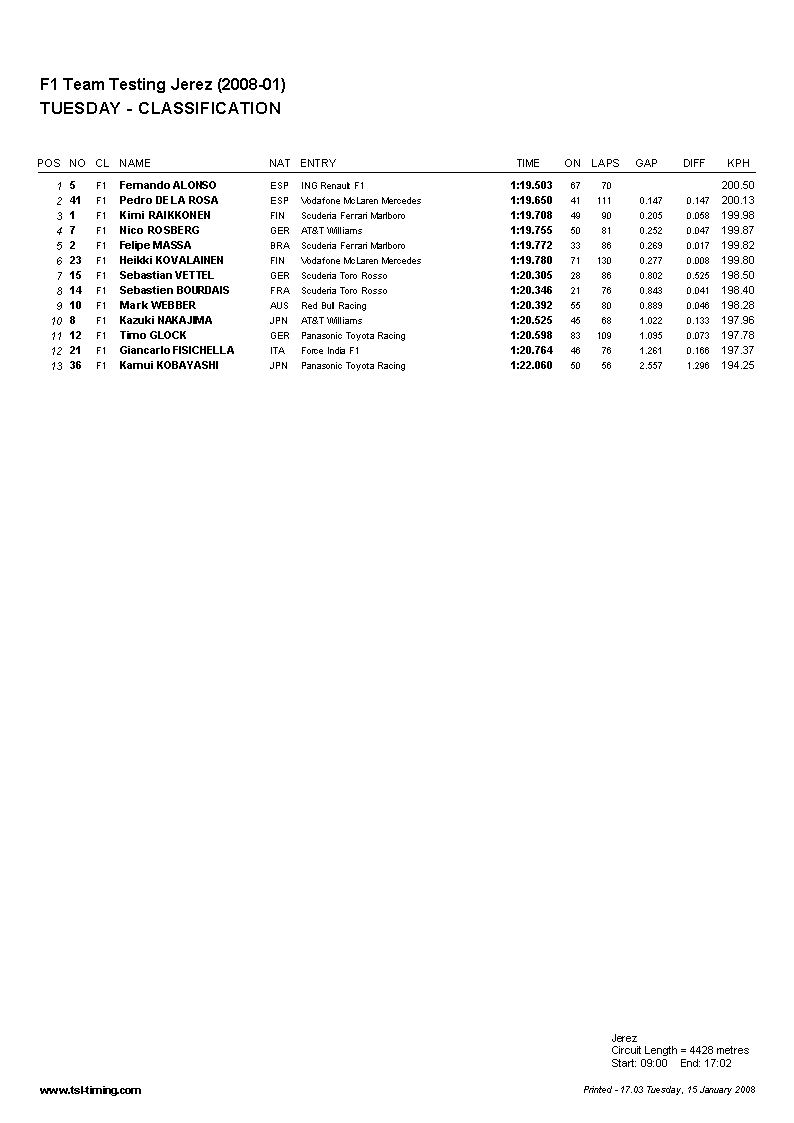 F1 Team Testing Jerez (2008-01)
TUESDAY - CLASSIFICATION
POS NO CL NAME NAT ENTRY TIME ON LAPS GAP DIFF KPH
1 5 F1 Fernando ALONSO ESP ING Renault F1 1:19.503 67 70 200.50
2 41 F1 Pedro DE LA ROSA ESP Vodafone McLaren Mercedes 1:19.650 41 111 0.147 0.147 200.13
3 1 F1 Kimi RAIKKONEN FIN Scuderia Ferrari Marlboro 1:19.708 49 90 0.205 0.058 199.98
4 7 F1 Nico ROSBERG GER AT&T Williams 1:19.755 50 81 0.252 0.047 199.87
5 2 F1 Felipe MASSA BRA Scuderia Ferrari Marlboro 1:19.772 33 86 0.269 0.017 199.82
6 23 F1 Heikki KOVALAINEN FIN Vodafone McLaren Mercedes 1:19.780 71 130 0.277 0.008 199.80
7 15 F1 Sebastian VETTEL GER Scuderia Toro Rosso 1:20.305 28 86 0.802 0.525 198.50
8 14 F1 Sebastien BOURDAIS FRA Scuderia Toro Rosso 1:20.346 21 76 0.843 0.041 198.40
9 10 F1 Mark WEBBER AUS Red Bull Racing 1:20.392 55 80 0.889 0.046 198.28
10 8 F1 Kazuki NAKAJIMA JPN AT&T Williams 1:20.525 45 68 1.022 0.133 197.96
11 12 F1 Timo GLOCK GER Panasonic Toyota Racing 1:20.598 83 109 1.095 0.073 197.78
12 21 F1 Giancarlo FISICHELLA ITA Force India F1 1:20.764 46 76 1.261 0.166 197.37
13 36 F1 Kamui KOBAYASHI JPN Panasonic Toyota Racing 1:22.060 50 56 2.557 1.296 194.25
Jerez
Circuit Length = 4428 metres
Start: 09:00 End: 17:02
www.tsl-timing.com Printed - 17.03 Tuesday, 15 January 2008